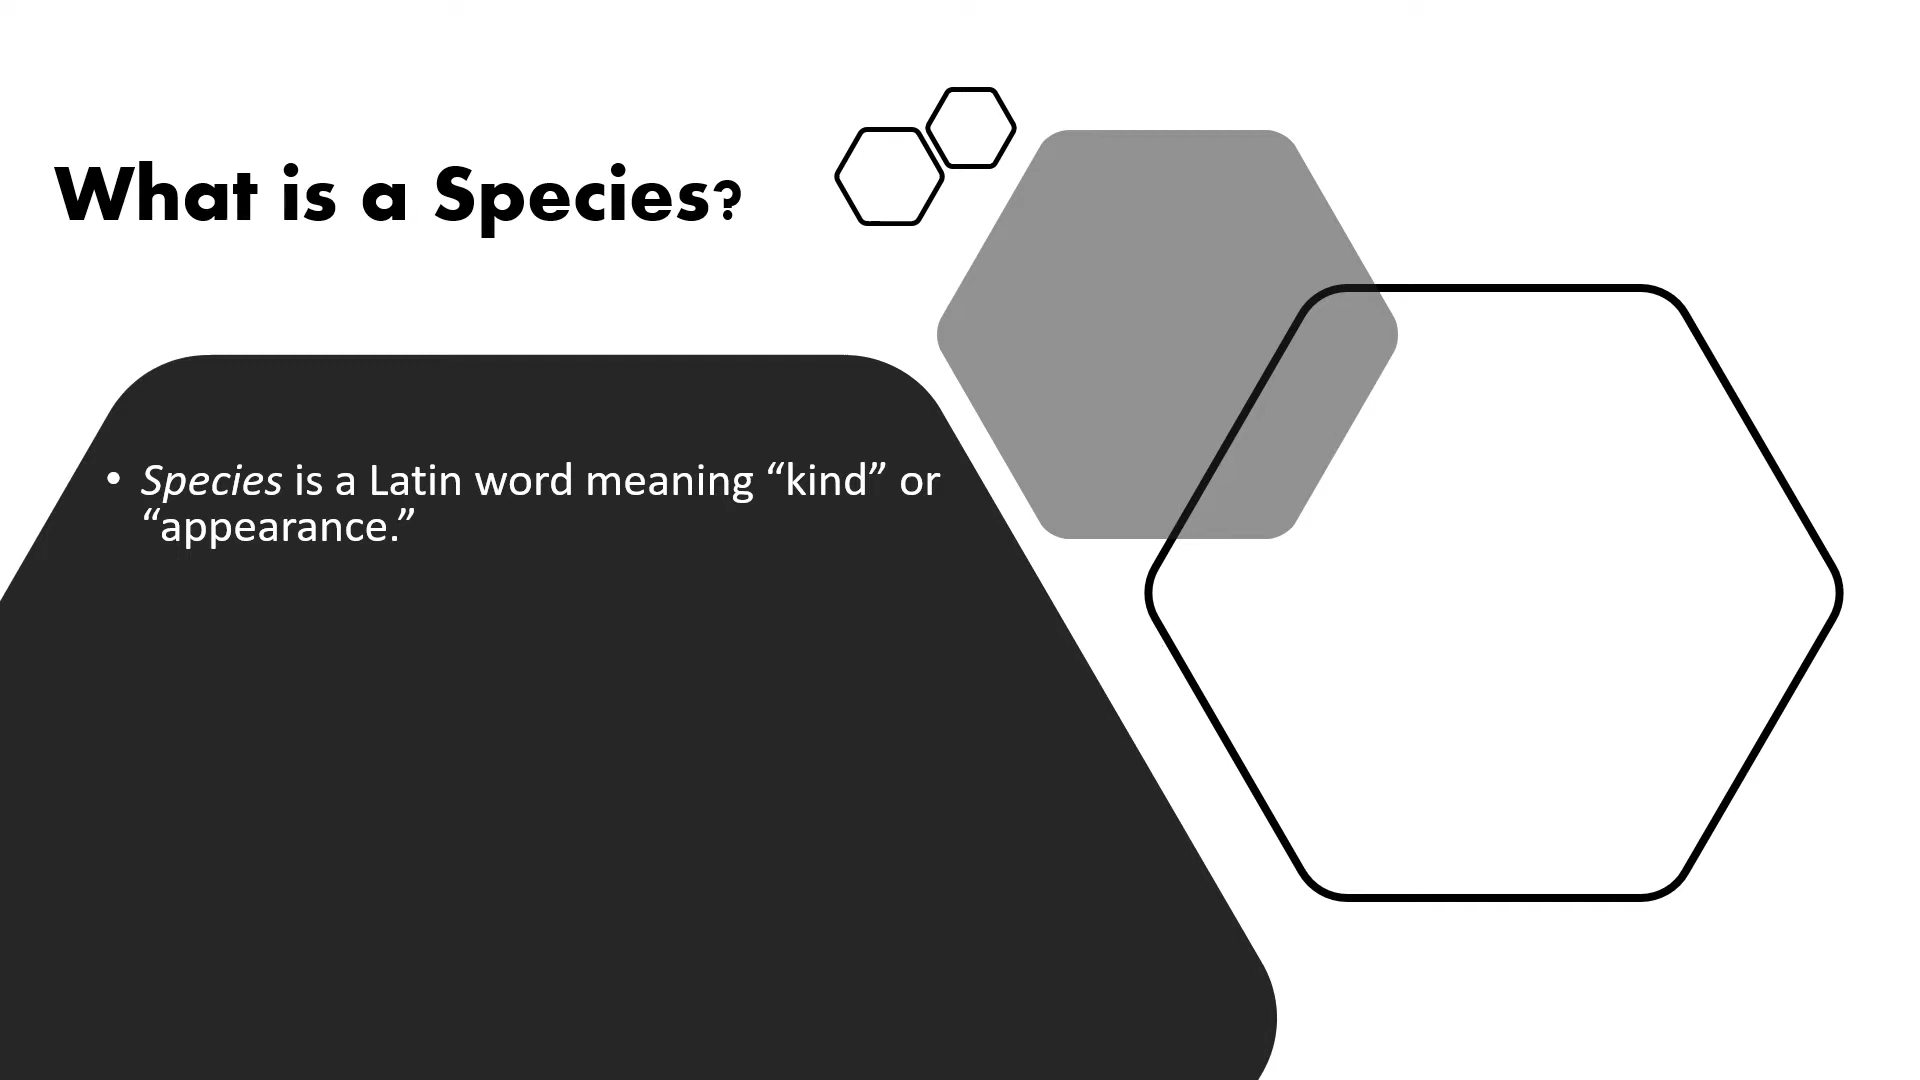 What is a Species?
• Species is a Latin word meaning “kind” or
“appearance.”